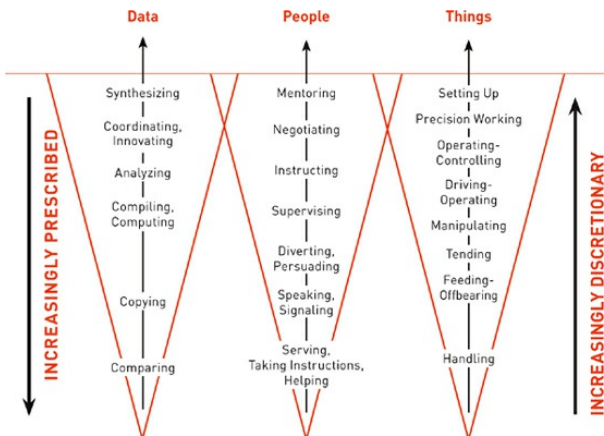 Data
People
Things
INCREASINGLY PRESCRIBED
Synthesizing
Coordinating,
Innovating
Analyzing
Compiling,
Computing
Copying
Comparing
Mentoring
Negotiating
Instructing
Supervising
Diverting,
Persuading
Speaking,
Signaling
Serving,
Taking Instructions,
Helping
Setting Up
Precision Working
Operating-
Controlling
Driving-
Operating
Manipulating
Tending
Feeding-
Offbearing
Handling
INCREASINGLY DISCRETIONARY